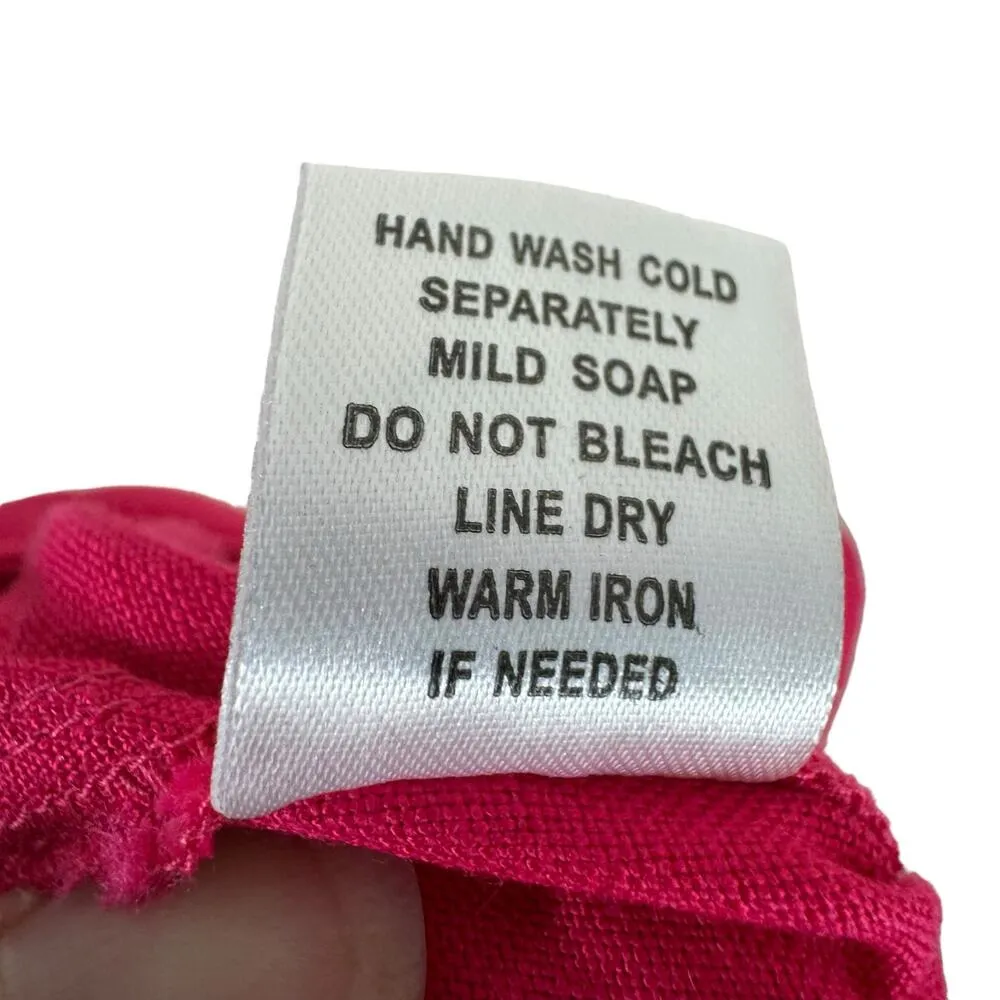 HAND WASH COLD
SEPARATELY
MILD SOAP
DO NOT BLEACH
LINE DRY
WARM IRON
IF NEEDED